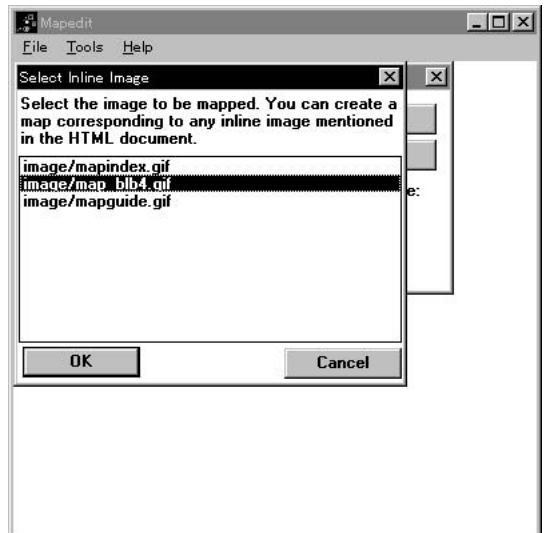 Mapedit
File Tools Help
Select Inline Image
Select the image to be mapped. You can create a
map corresponding to any inline image mentioned
in the HTML document.
image/mapindex.gif
image/map_blb4.gif
image/mapguide.gif
e:
OK Cancel